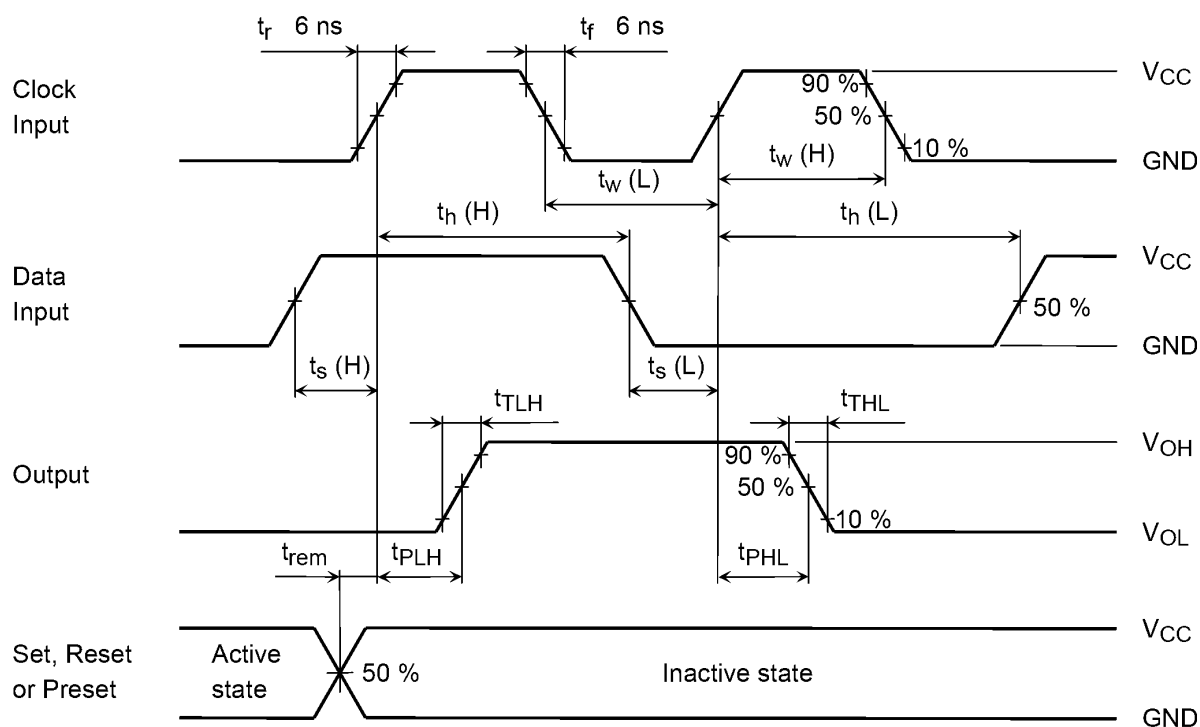 tr 6 ns
tf 6 ns
Clock
Input
VCC
90 %
50 %
10 %
GND
tw (H)
tw (L)
th (H)
th (L)
Data
Input
VCC
50 %
GND
ts (H)
ts (L)
tTLH
tTHL
Output
VOH
90 %
50 %
10 %
VOL
trem
tPLH
tPHL
Set, Reset
or Preset
Active
state
50 %
Inactive state
VCC
GND